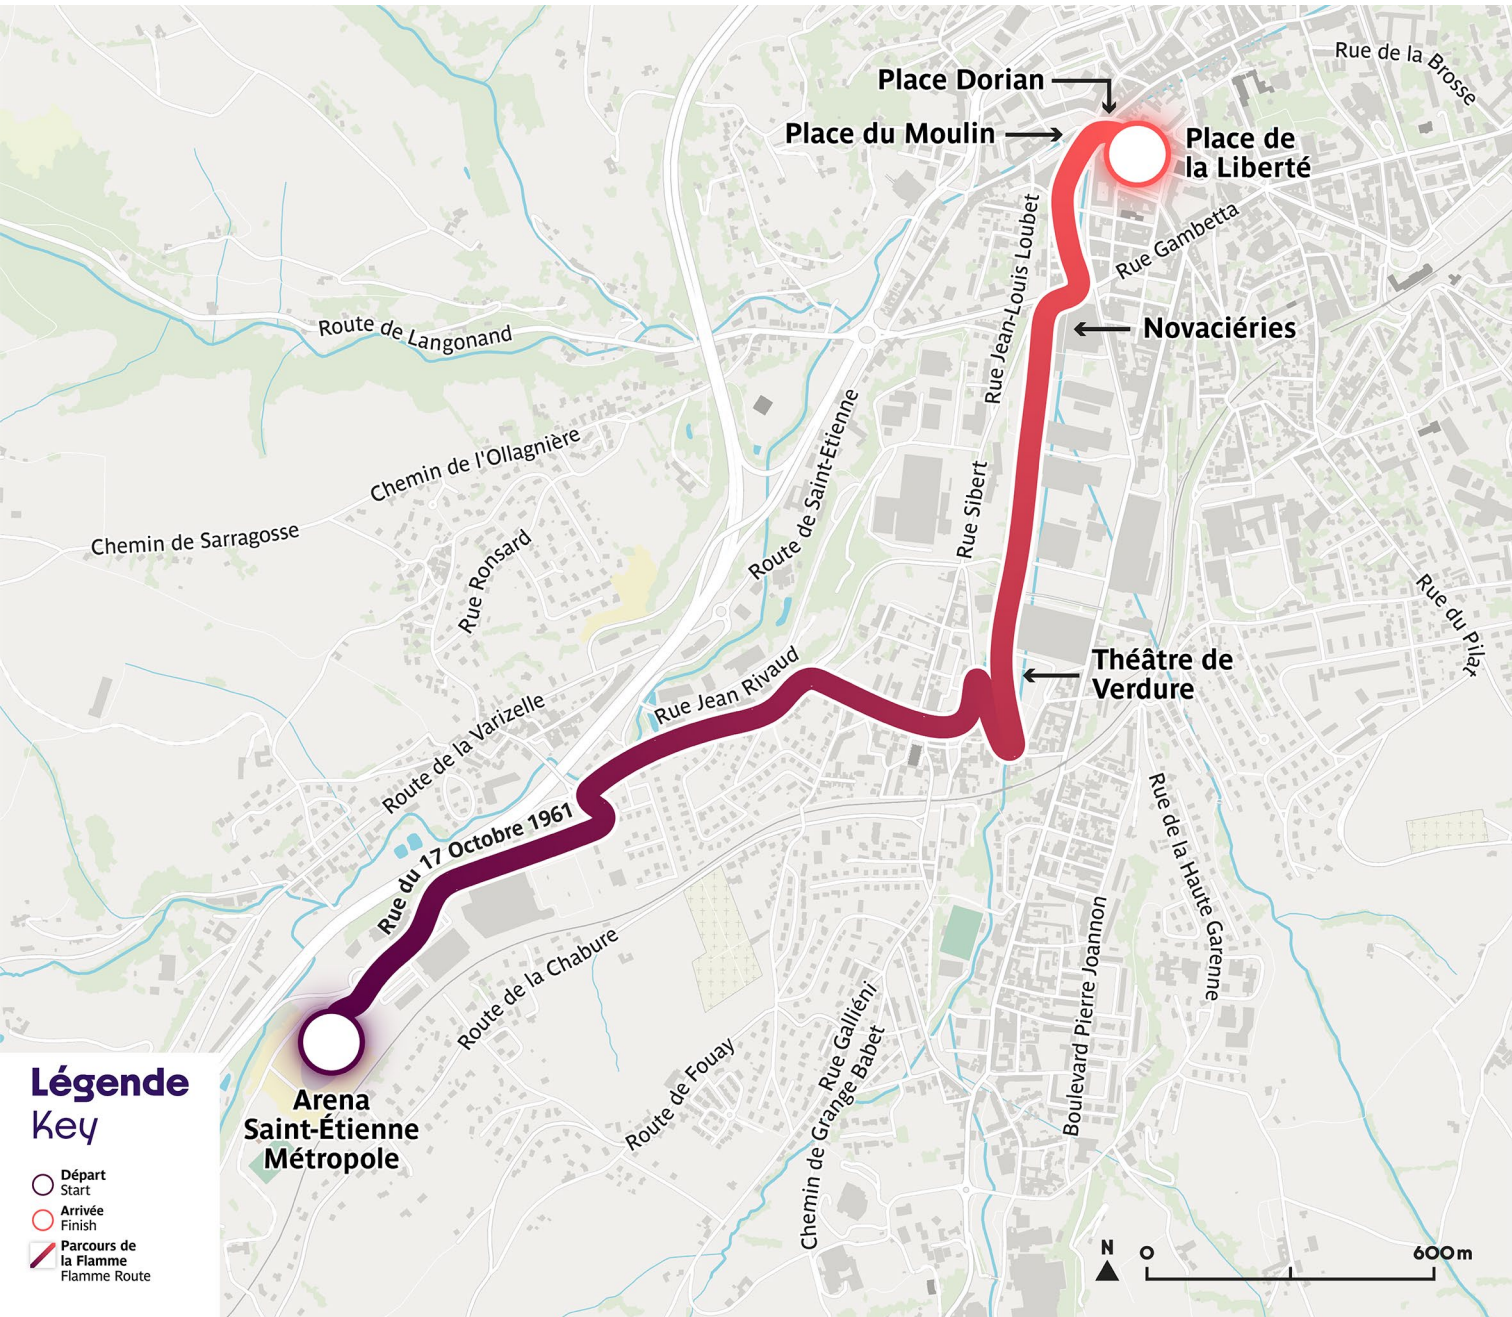 Rue de la Brosse
Place Dorian
Place du Moulin
Place de
la Liberté
Rue Gambetta
Rue Jean-Louis Loubet
Route de Langonand
Novaciéries
Chemin de l'Ollagnière
Route de Saint-Etienne
Rue Sibert
Chemin de Sarragosse
Rue Ronsard
Rue du Pilat
Rue Jean Rivaud
Théâtre de
Verdure
Route de la Varizelle
Rue du 17 Octobre 1961
Rue de la Haute Garenne
Route de la Chabure
Boulevard Pierre Joannon
Rue Galliéni
Chemin de Grange Babet
Route de Fouay
Arena
Saint-Étienne
Métropole
Légende
Key
Départ
Start
Arrivée
Finish
Parcours de
la Flamme
Flamme Route
N
0
600m